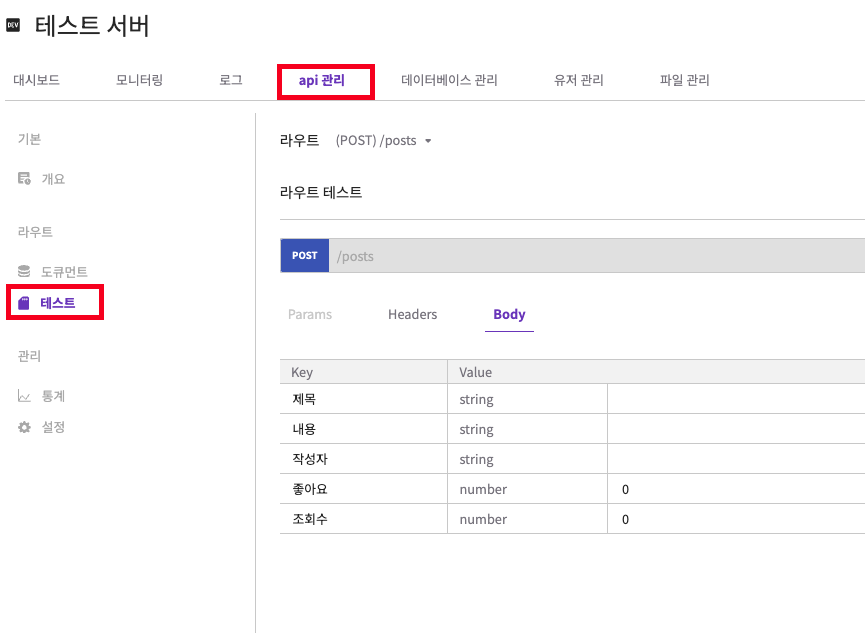 DEV 테스트 서버
대시보드 모니터링 로그 api 관리 데이터베이스 관리 유저 관리 파일 관리
기본
개요
라우트
도큐먼트
테스트
관리
통계
설정
라우트 (POST) /posts
라우트 테스트
POST /posts
Params Headers Body
Key Value
제목 string
내용 string
작성자 string
좋아요 number 0
조회수 number 0